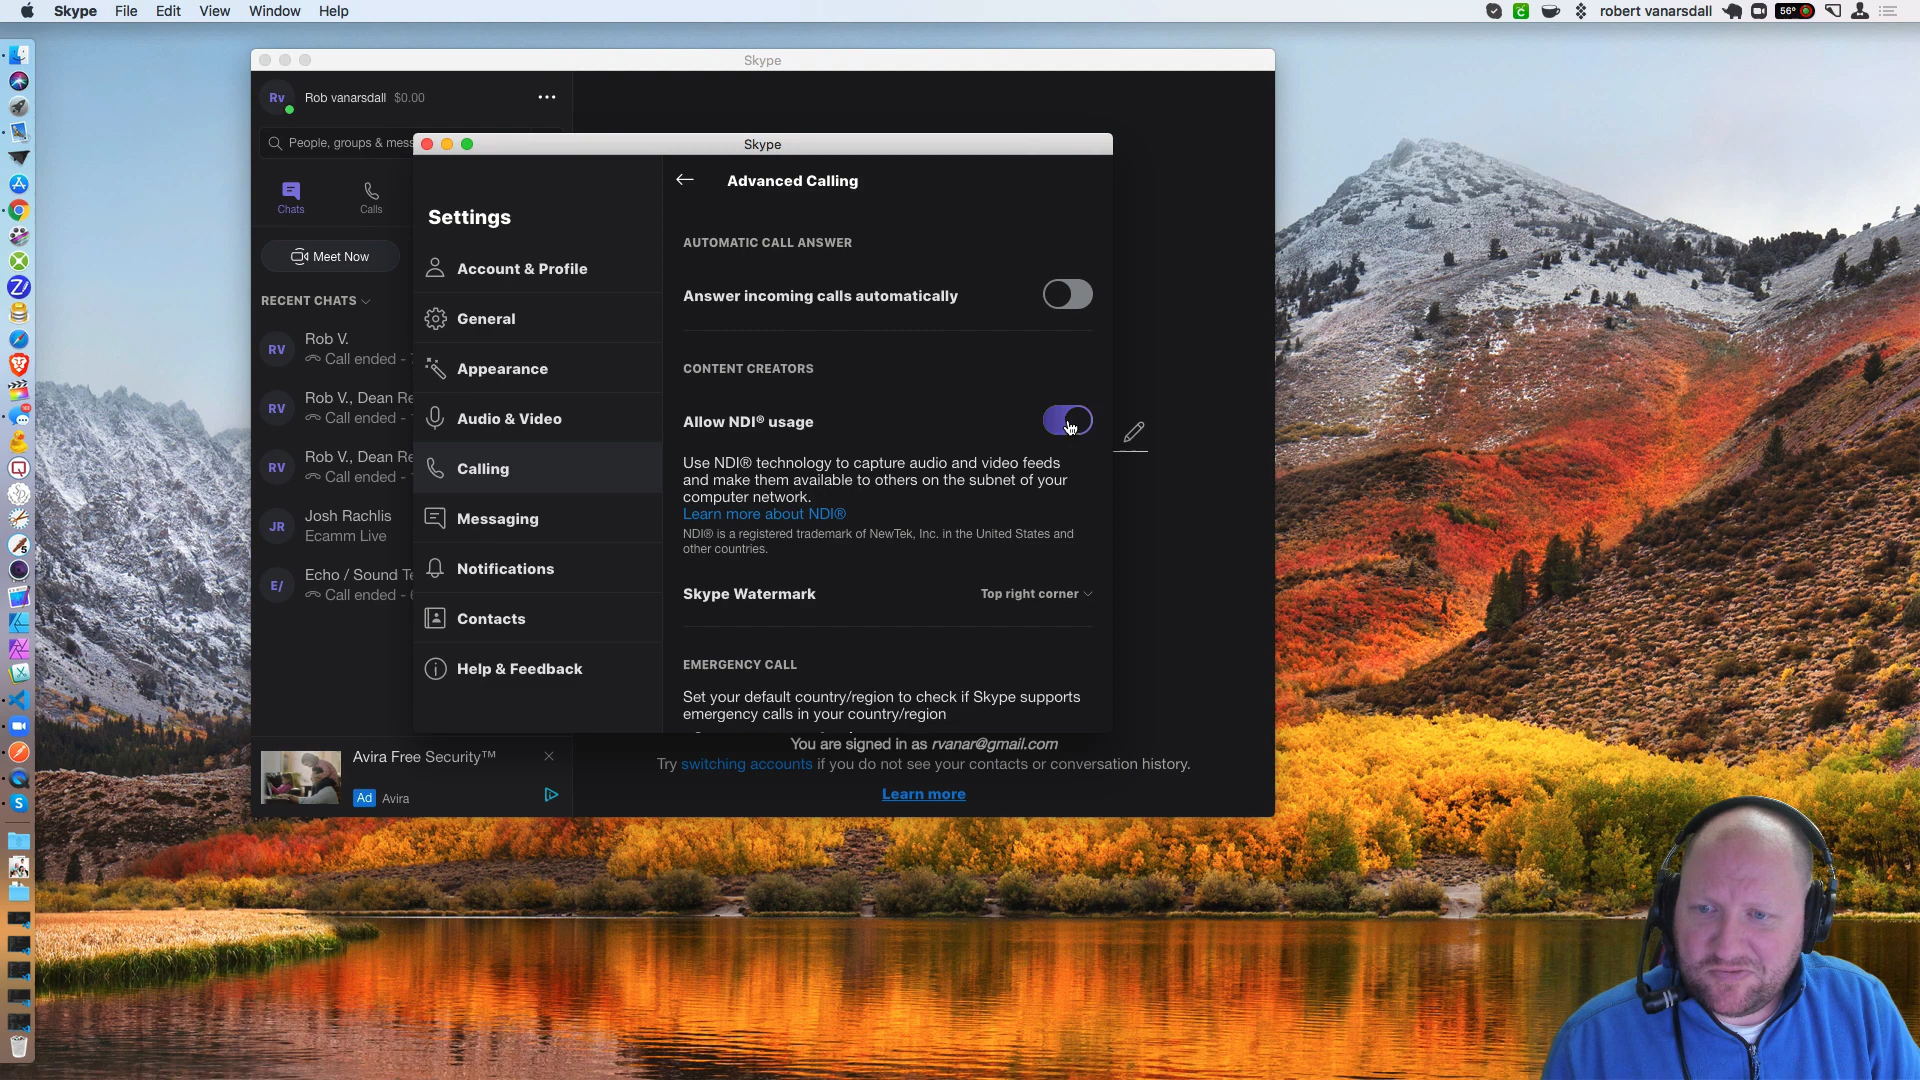 Skype File Edit View Window Help
robert vanarsdall
56°
Skype
Rv Rob vanarsdall $0.00
People, groups & mess
Chats
Calls
Meet Now
RECENT CHATS
RV Rob V.
Call ended -
RV Rob V., Dean Re
Call ended -
RV Rob V., Dean Re
Call ended -
JR Josh Rachlis
Ecamm Live
E/ Echo / Sound Te
Call ended -
Avira Free Security™
Ad Avira
Skype
Settings
Account & Profile
General
Appearance
Audio & Video
Calling
Messaging
Notifications
Contacts
Help & Feedback
Advanced Calling
AUTOMATIC CALL ANSWER
Answer incoming calls automatically
CONTENT CREATORS
Allow NDI® usage
Use NDI® technology to capture audio and video feeds
and make them available to others on the subnet of your
computer network.
Learn more about NDI®
NDI® is a registered trademark of NewTek, Inc. in the United States and
other countries.
Skype Watermark Top right corner
EMERGENCY CALL
Set your default country/region to check if Skype supports
emergency calls in your country/region
You are signed in as rvanar@gmail.com
Try switching accounts if you do not see your contacts or conversation history.
Learn more